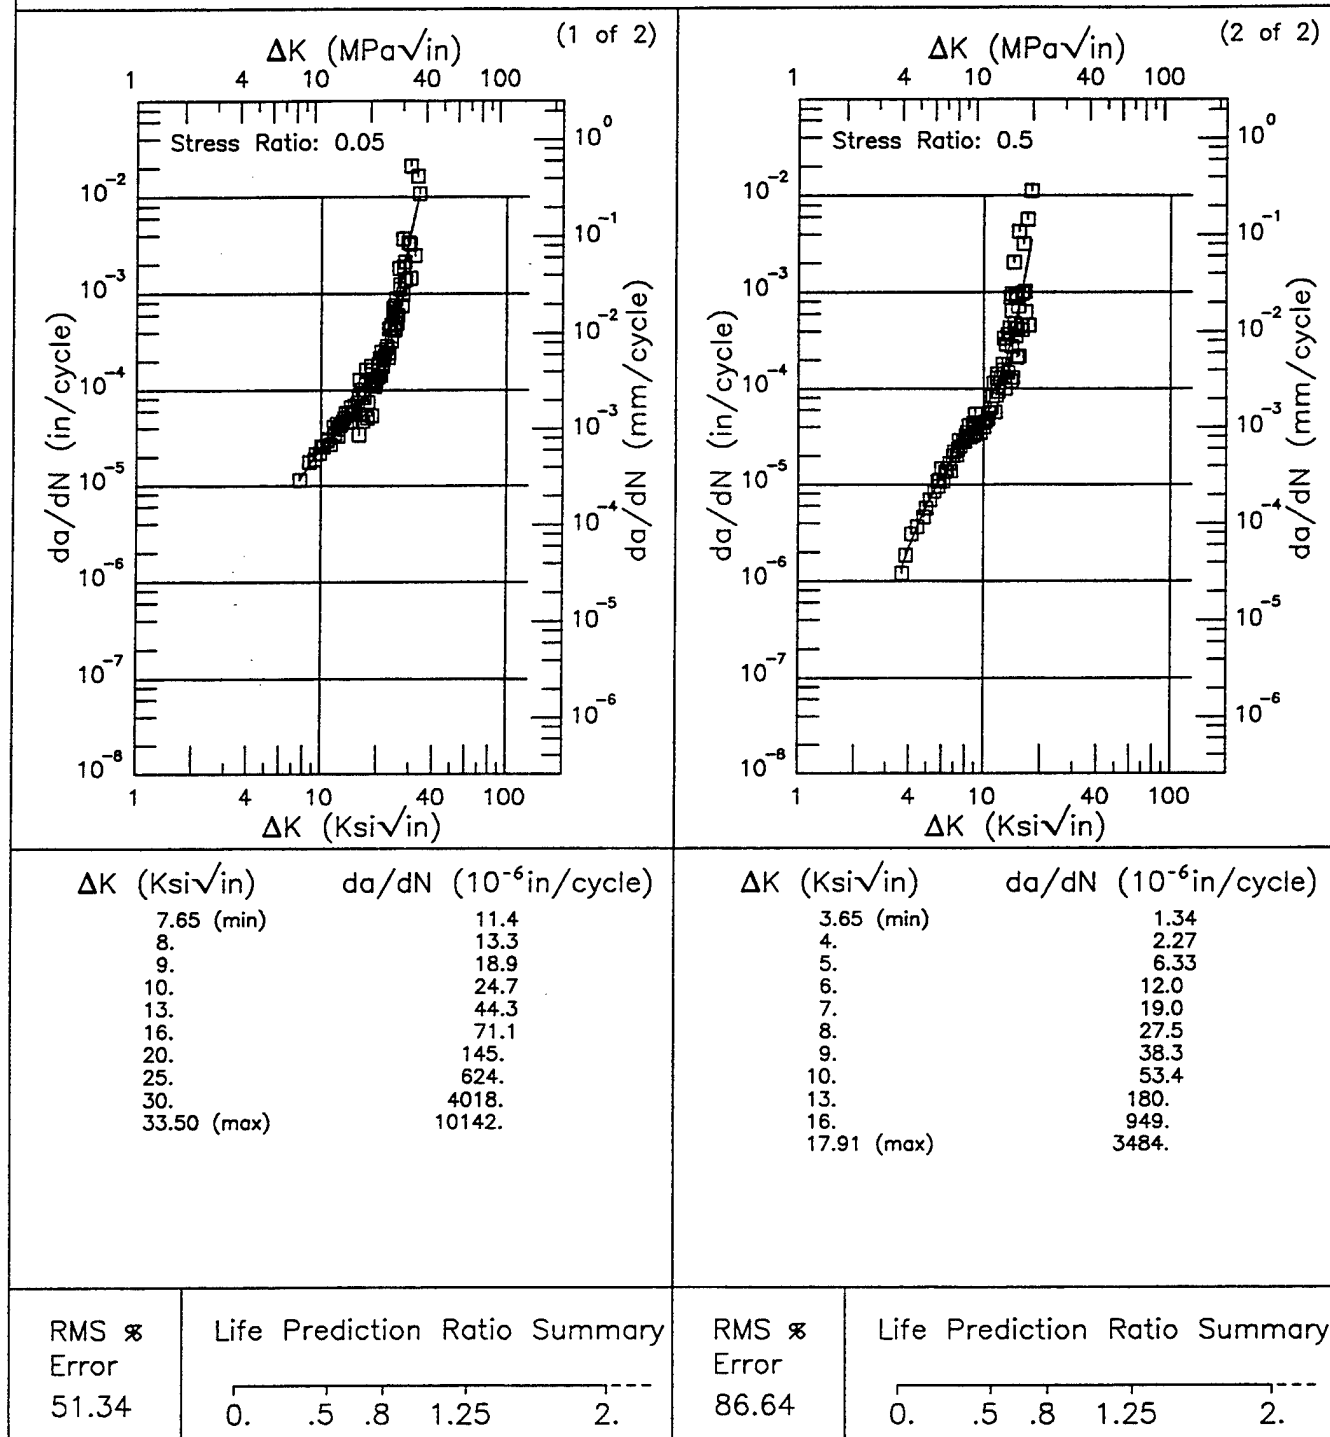 (1 of 2)
ΔK (MPa√in)
1 4 10 40 100
Stress Ratio: 0.05
da/dN (in/cycle)
10⁻²
10⁻³
10⁻⁴
10⁻⁵
10⁻⁶
10⁻⁷
10⁻⁸
da/dN (mm/cycle)
10⁰
10⁻¹
10⁻²
10⁻³
10⁻⁴
10⁻⁵
10⁻⁶
1 4 10 40 100
ΔK (Ksi√in)
(2 of 2)
ΔK (MPa√in)
1 4 10 40 100
Stress Ratio: 0.5
da/dN (in/cycle)
10⁻²
10⁻³
10⁻⁴
10⁻⁵
10⁻⁶
10⁻⁷
10⁻⁸
da/dN (mm/cycle)
10⁰
10⁻¹
10⁻²
10⁻³
10⁻⁴
10⁻⁵
10⁻⁶
1 4 10 40 100
ΔK (Ksi√in)
ΔK (Ksi√in) da/dN (10⁻⁶in/cycle)
7.65 (min) 11.4
8. 13.3
9. 18.9
10. 24.7
13. 44.3
16. 71.1
20. 145.
25. 624.
30. 4018.
33.50 (max) 10142.
ΔK (Ksi√in) da/dN (10⁻⁶in/cycle)
3.65 (min) 1.34
4. 2.27
5. 6.33
6. 12.0
7. 19.0
8. 27.5
9. 38.3
10. 53.4
13. 180.
16. 949.
17.91 (max) 3484.
RMS %
Error
51.34
Life Prediction Ratio Summary
0. .5 .8 1.25 2.
RMS %
Error
86.64
Life Prediction Ratio Summary
0. .5 .8 1.25 2.